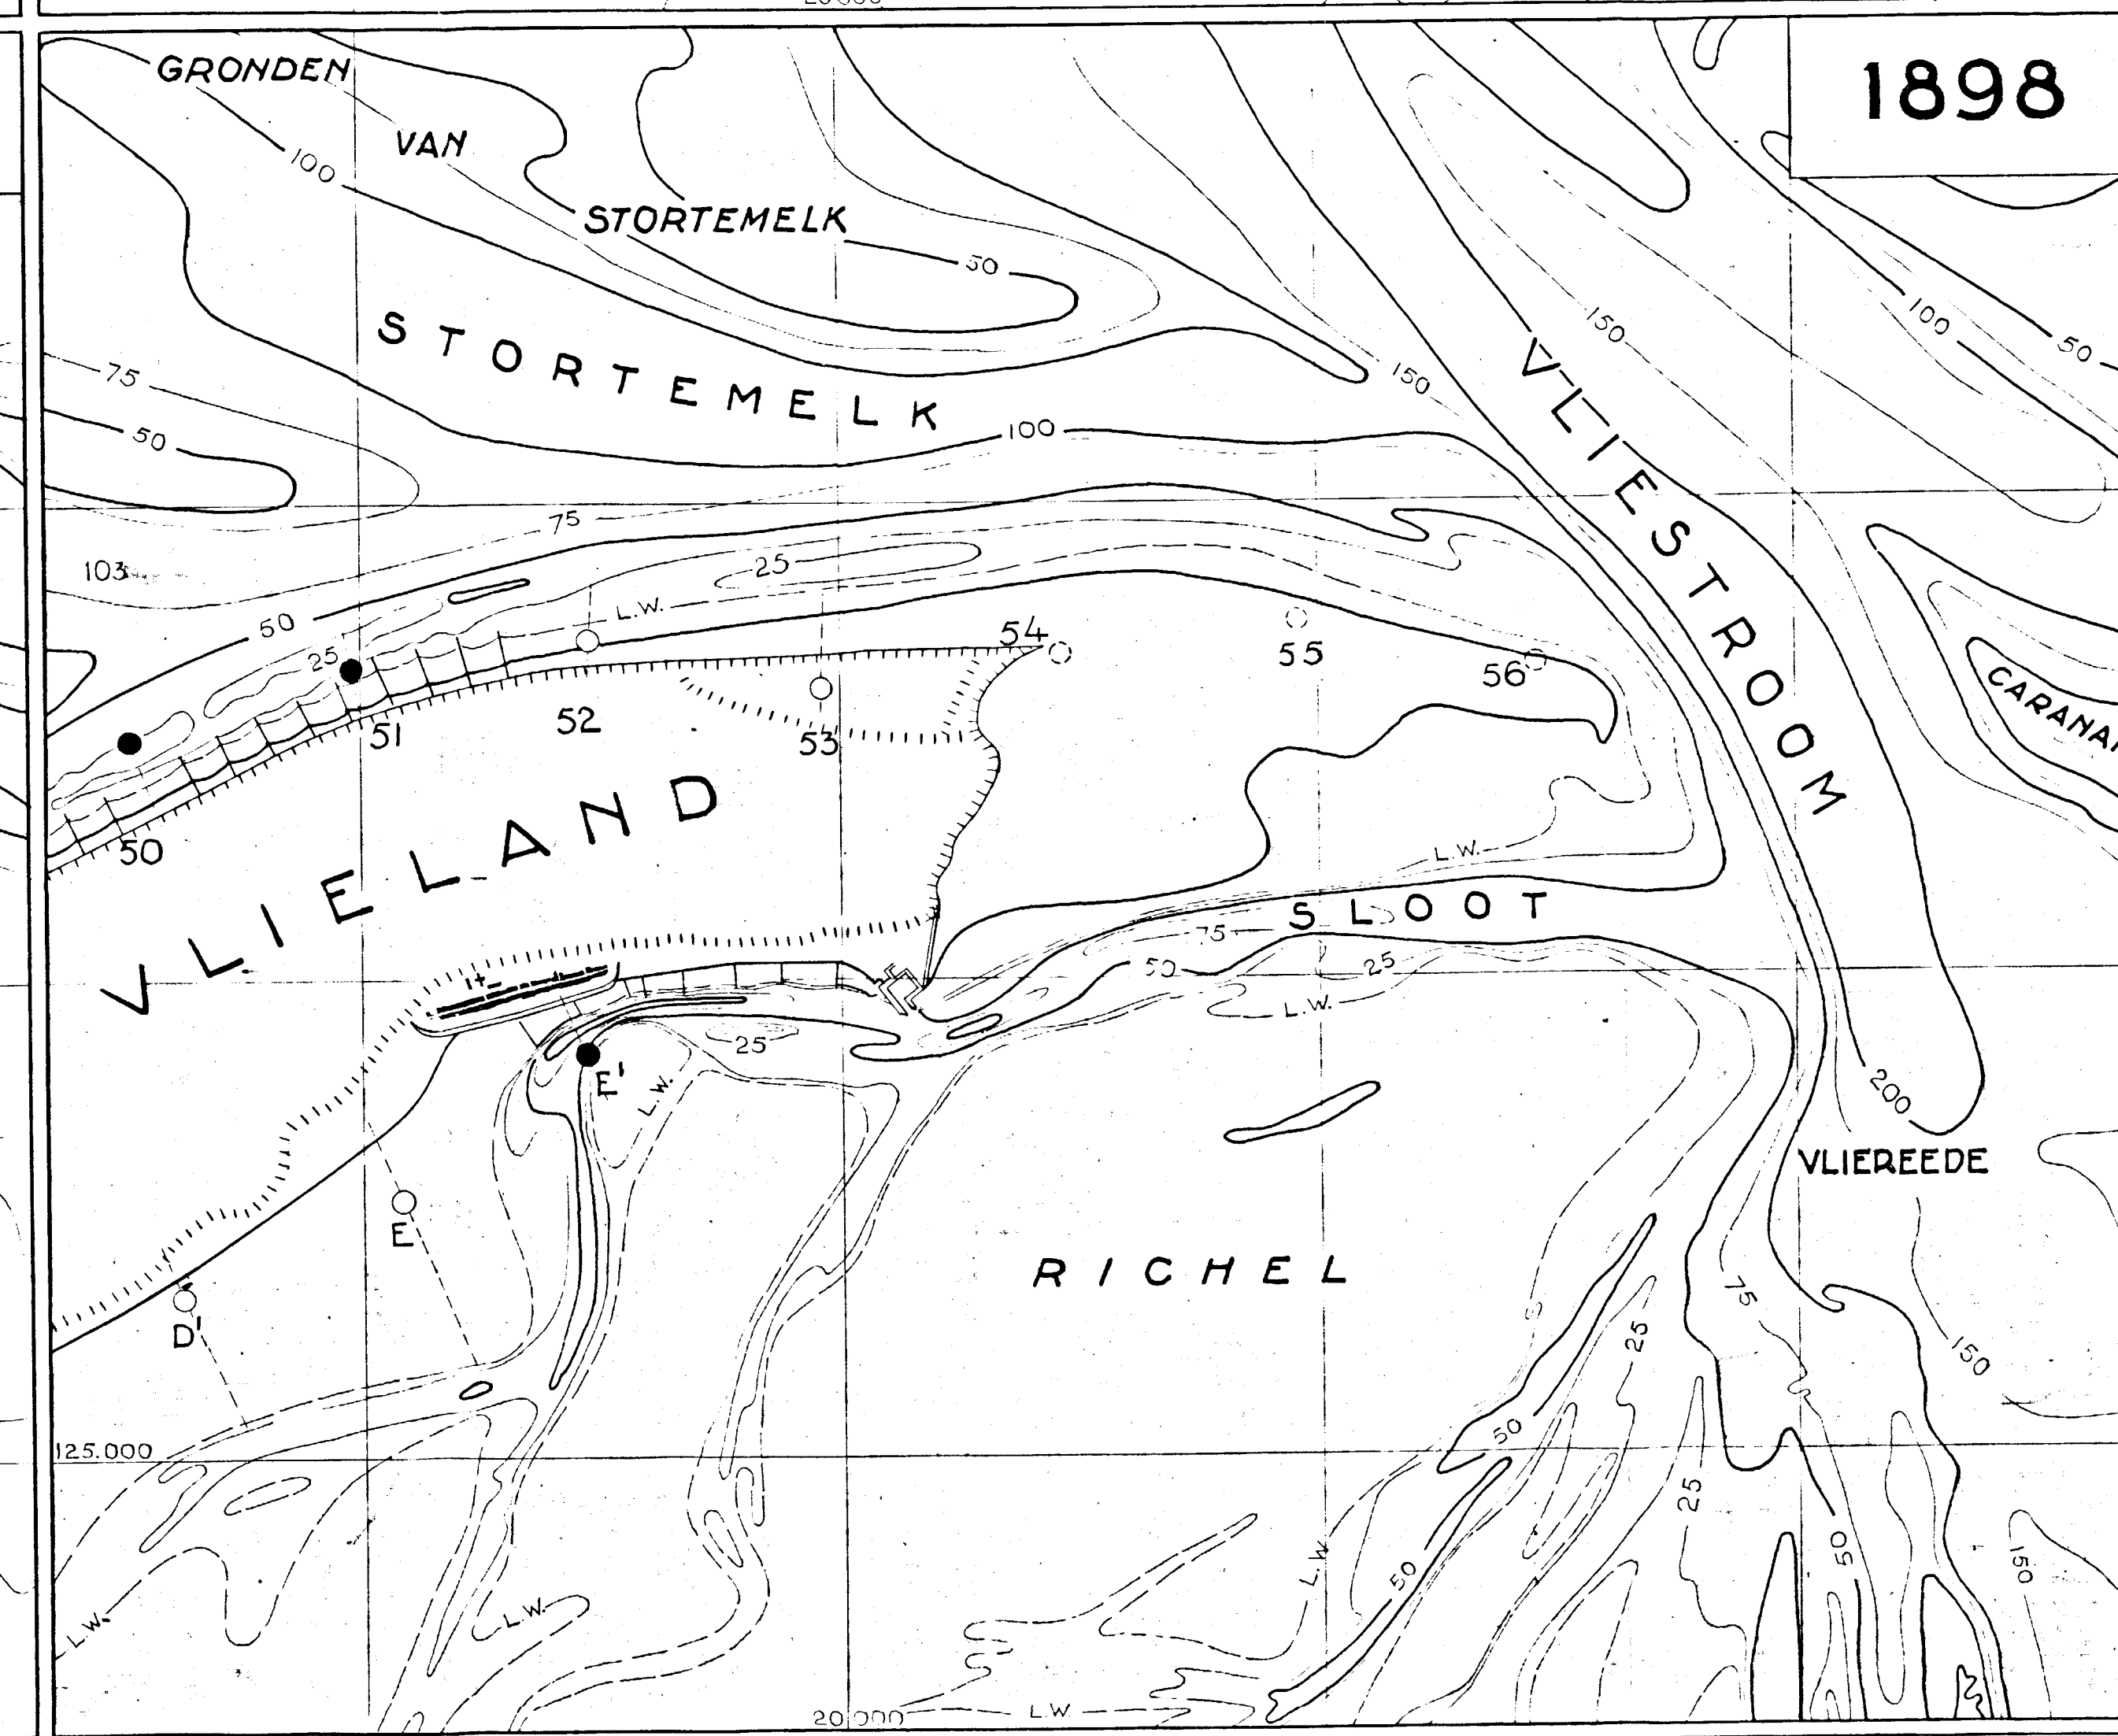 1898
GRONDEN
VAN
100
STORTEMELK
50
STORTEMELK
150
150
100
50
VLIESTROOM
75
50
100
75
103
25
50
L.W.
25
54
55
56
CARANA
51
52
53
50
VLIELAND
L.W.
SLOOT
75
50
25
L.W.
25
E'
L.W.
200
VLIEREEDE
E
D'
RICHEL
75
25
150
50
125.000
25
50
50
150
L.W.
L.W.
L.W.
20.000
L.W.